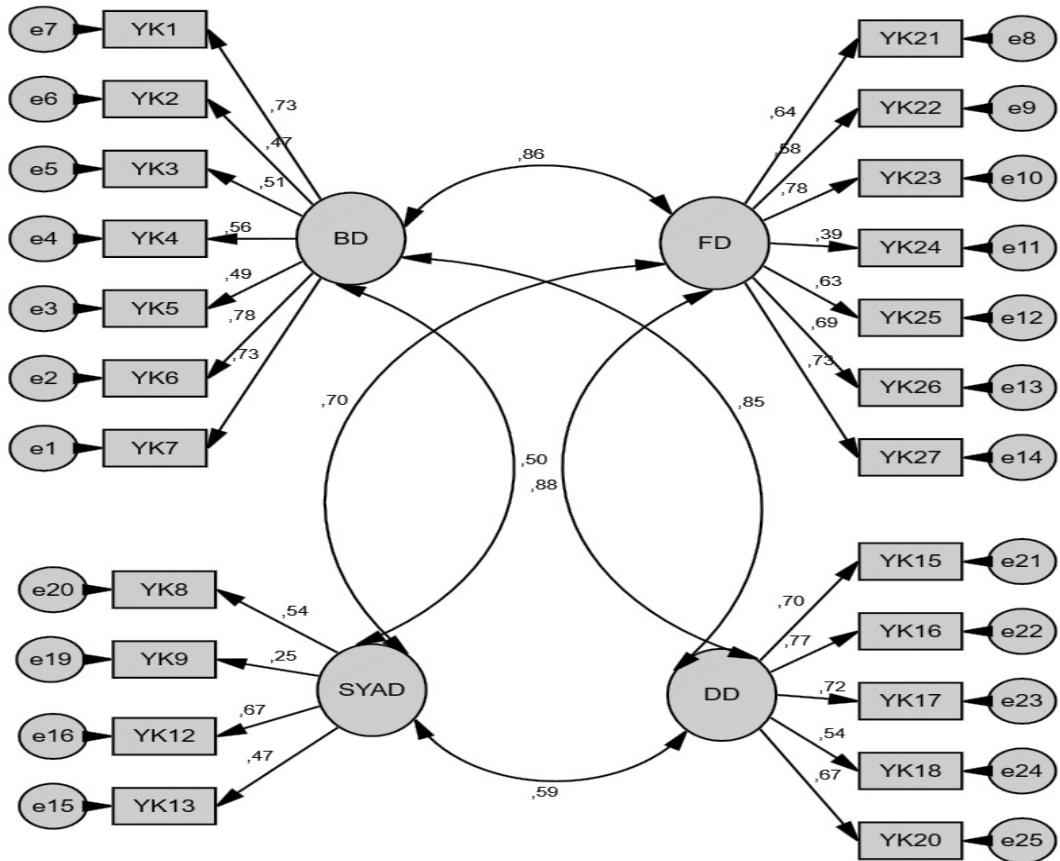 e7 YK1
e6 YK2
e5 YK3
e4 YK4
e3 YK5
e2 YK6
e1 YK7
,73
,47
,51
,56
,49
,78
,73
BD
,86
FD
,64
,58
,78
,39
,63
,69
,73
YK21 e8
YK22 e9
YK23 e10
YK24 e11
YK25 e12
YK26 e13
YK27 e14
,70
,50
,88
,85
e20 YK8
e19 YK9
e16 YK12
e15 YK13
,54
,25
,67
,47
SYAD
,59
DD
,70
,77
,72
,54
,67
YK15 e21
YK16 e22
YK17 e23
YK18 e24
YK20 e25